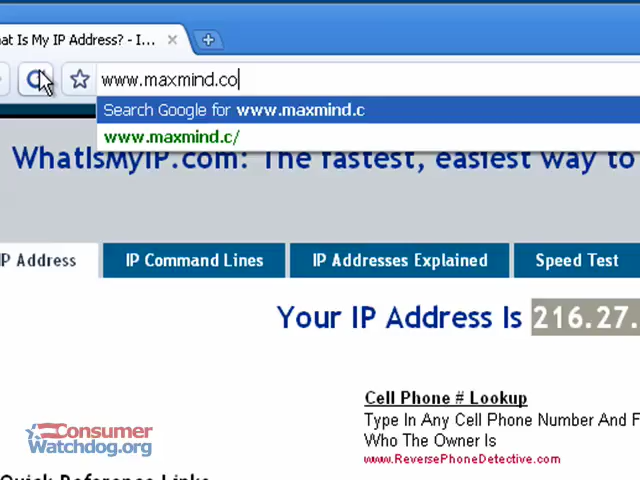 at Is My IP Address? - I...
www.maxmind.co
Search Google for www.maxmind.c
www.maxmind.c/
WhatIsMyIP.com: The fastest, easiest way to
IP Address
IP Command Lines
IP Addresses Explained
Speed Test
Your IP Address Is 216.27.
Cell Phone # Lookup
Type In Any Cell Phone Number And F
Who The Owner Is
www.ReversePhoneDetective.com
Consumer
Watchdog.org
Quick Reference Links